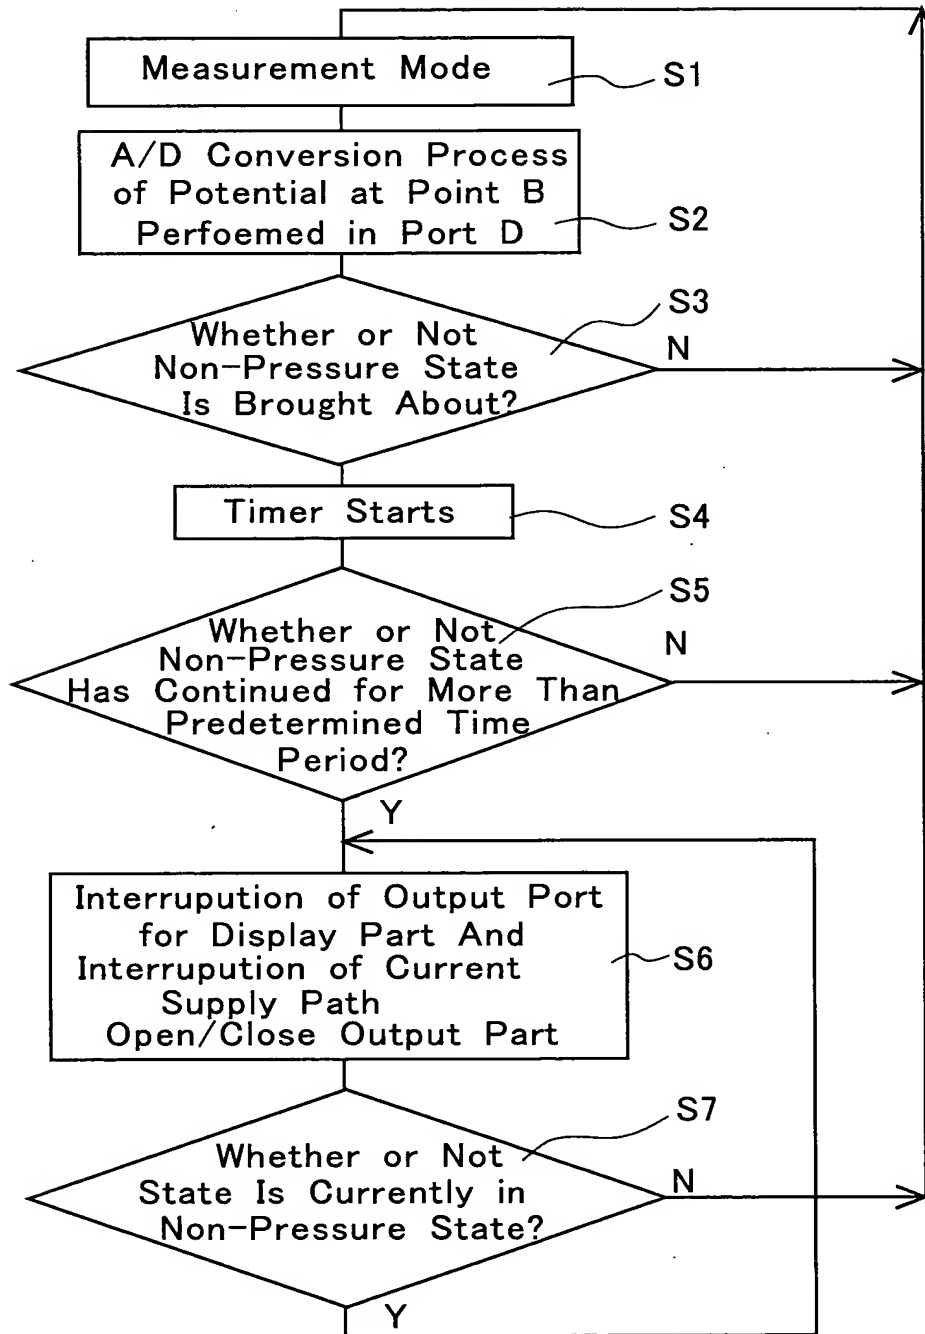 Measurement Mode
S1
A/D Conversion Process
of Potential at Point B
Perfoemed in Port D
S2
S3
Whether or Not
Non-Pressure State
Is Brought About?
N
Timer Starts
S4
S5
Whether or Not
Non-Pressure State
Has Continued for More Than
Predetermined Time
Period?
N
Y
Interrupution of Output Port
for Display Part And
Interrupution of Current
Supply Path
Open/Close Output Part
S6
S7
Whether or Not
State Is Currently in
Non-Pressure State?
N
Y